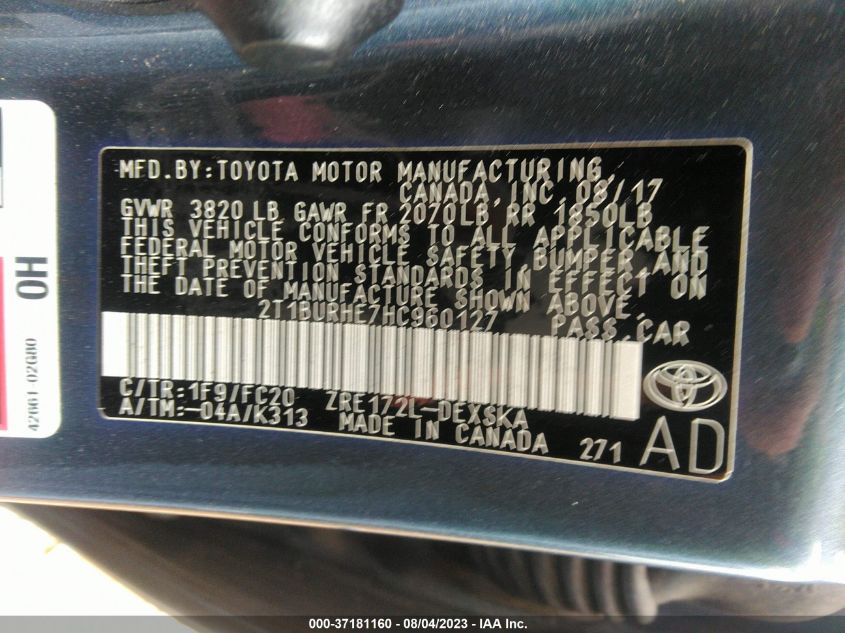 MFD.BY:TOYOTA MOTOR MANUFACTURING,
CANADA,INC. 08/17
GVWR 3820 LB GAWR FR 2070LB RR 1850LB
THIS VEHICLE CONFORMS TO ALL APPLICABLE
FEDERAL MOTOR VEHICLE SAFETY BUMPER AND
THEFT PREVENTION STANDARDS IN EFFECT ON
THE DATE OF MANUFACTURE SHOWN ABOVE.
2T1BURHE7HC960127 PASS.CAR
C/TR:1F9/FC20 ZRE172L-DEXSKA
A/TM:-04A/K313 MADE IN CANADA 271
AD
OH
42661-02G80
000-37181160 - 08/04/2023 - IAA Inc.